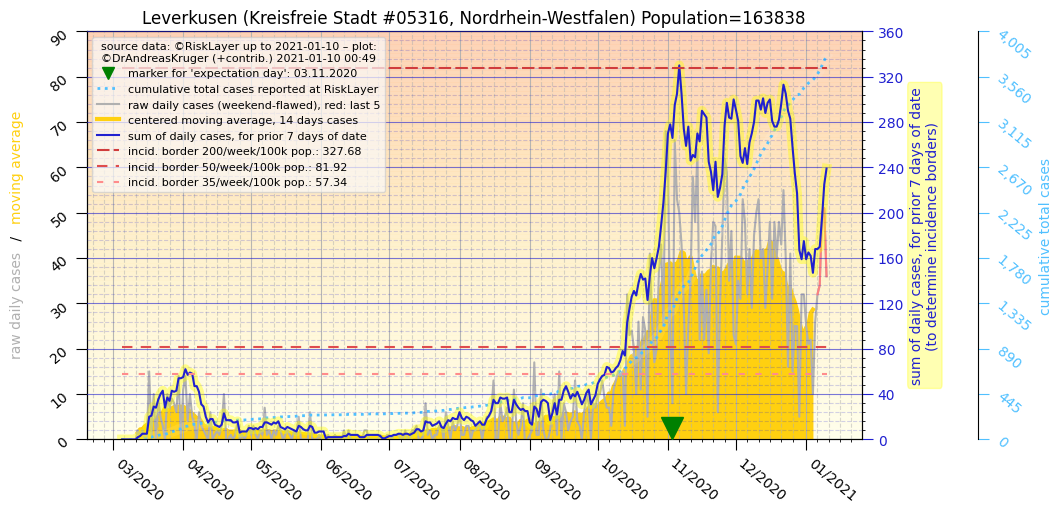 Leverkusen (Kreisfreie Stadt #05316, Nordrhein-Westfalen) Population=163838
source data: ©RiskLayer up to 2021-01-10 – plot:
©DrAndreasKruger (+contrib.) 2021-01-10 00:49
marker for 'expectation day': 03.11.2020
cumulative total cases reported at RiskLayer
raw daily cases (weekend-flawed), red: last 5
centered moving average, 14 days cases
sum of daily cases, for prior 7 days of date
incid. border 200/week/100k pop.: 327.68
incid. border 50/week/100k pop.: 81.92
incid. border 35/week/100k pop.: 57.34
raw daily cases / moving average
90
80
70
60
50
40
30
20
10
0
03/2020
04/2020
05/2020
06/2020
07/2020
08/2020
09/2020
10/2020
11/2020
12/2020
01/2021
360
320
280
240
200
160
120
80
40
0
sum of daily cases, for prior 7 days of date
(to determine incidence borders)
4,005
3,560
3,115
2,670
2,225
1,780
1,335
890
445
0
cumulative total cases